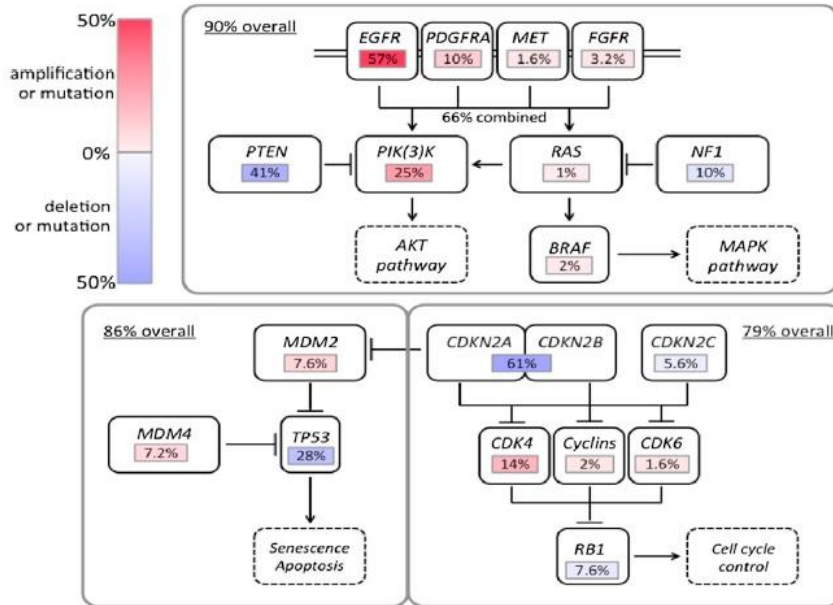 50%
amplification
or mutation
0%
deletion
or mutation
50%
90% overall
EGFR
57%
PDGFRA
10%
MET
1.6%
FGFR
3.2%
66% combined
PTEN
41%
PIK(3)K
25%
RAS
1%
NF1
10%
AKT
pathway
BRAF
2%
MAPK
pathway
86% overall
MDM2
7.6%
MDM4
7.2%
TP53
28%
Senescence
Apoptosis
79% overall
CDKN2A
CDKN2B
61%
CDKN2C
5.6%
CDK4
14%
Cyclins
2%
CDK6
1.6%
RB1
7.6%
Cell cycle
control